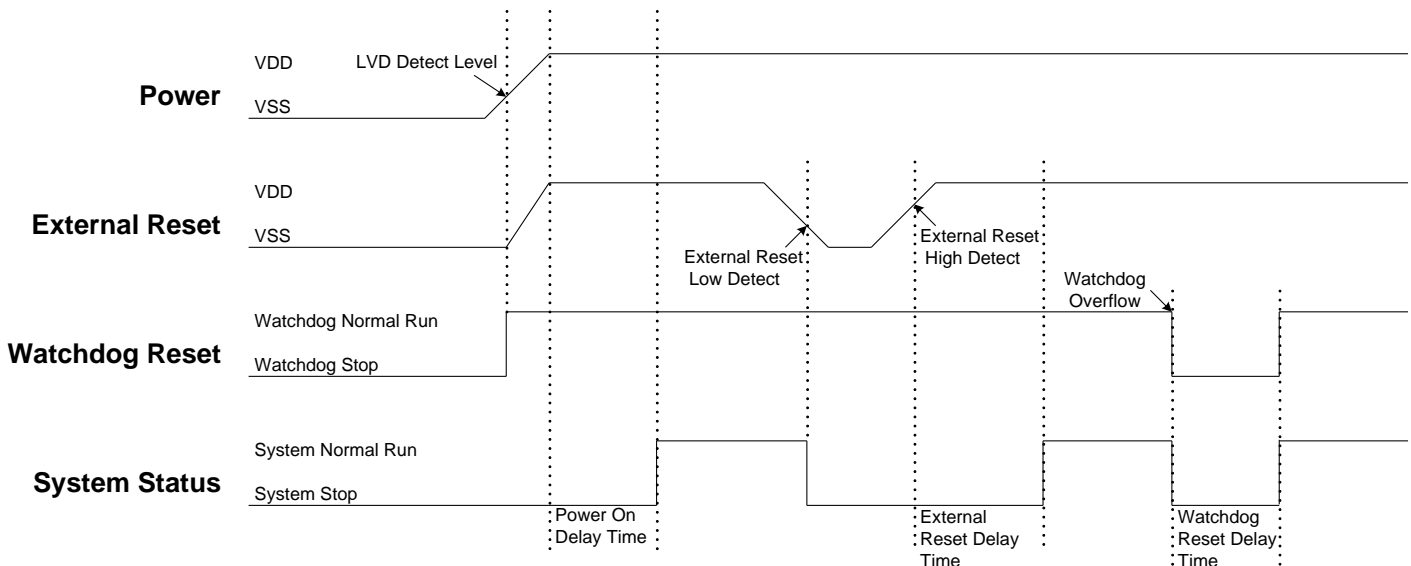 Power
VDD
VSS
LVD Detect Level
External Reset
VDD
VSS
External Reset
Low Detect
External Reset
High Detect
Watchdog Reset
Watchdog Normal Run
Watchdog Stop
Watchdog
Overflow
System Status
System Normal Run
System Stop
Power On
Delay Time
External
Reset Delay
Time
Watchdog
Reset Delay
Time